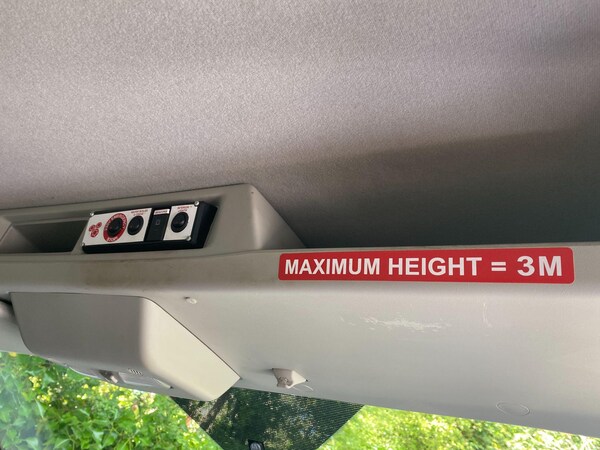 MAXIMUM HEIGHT = 3M